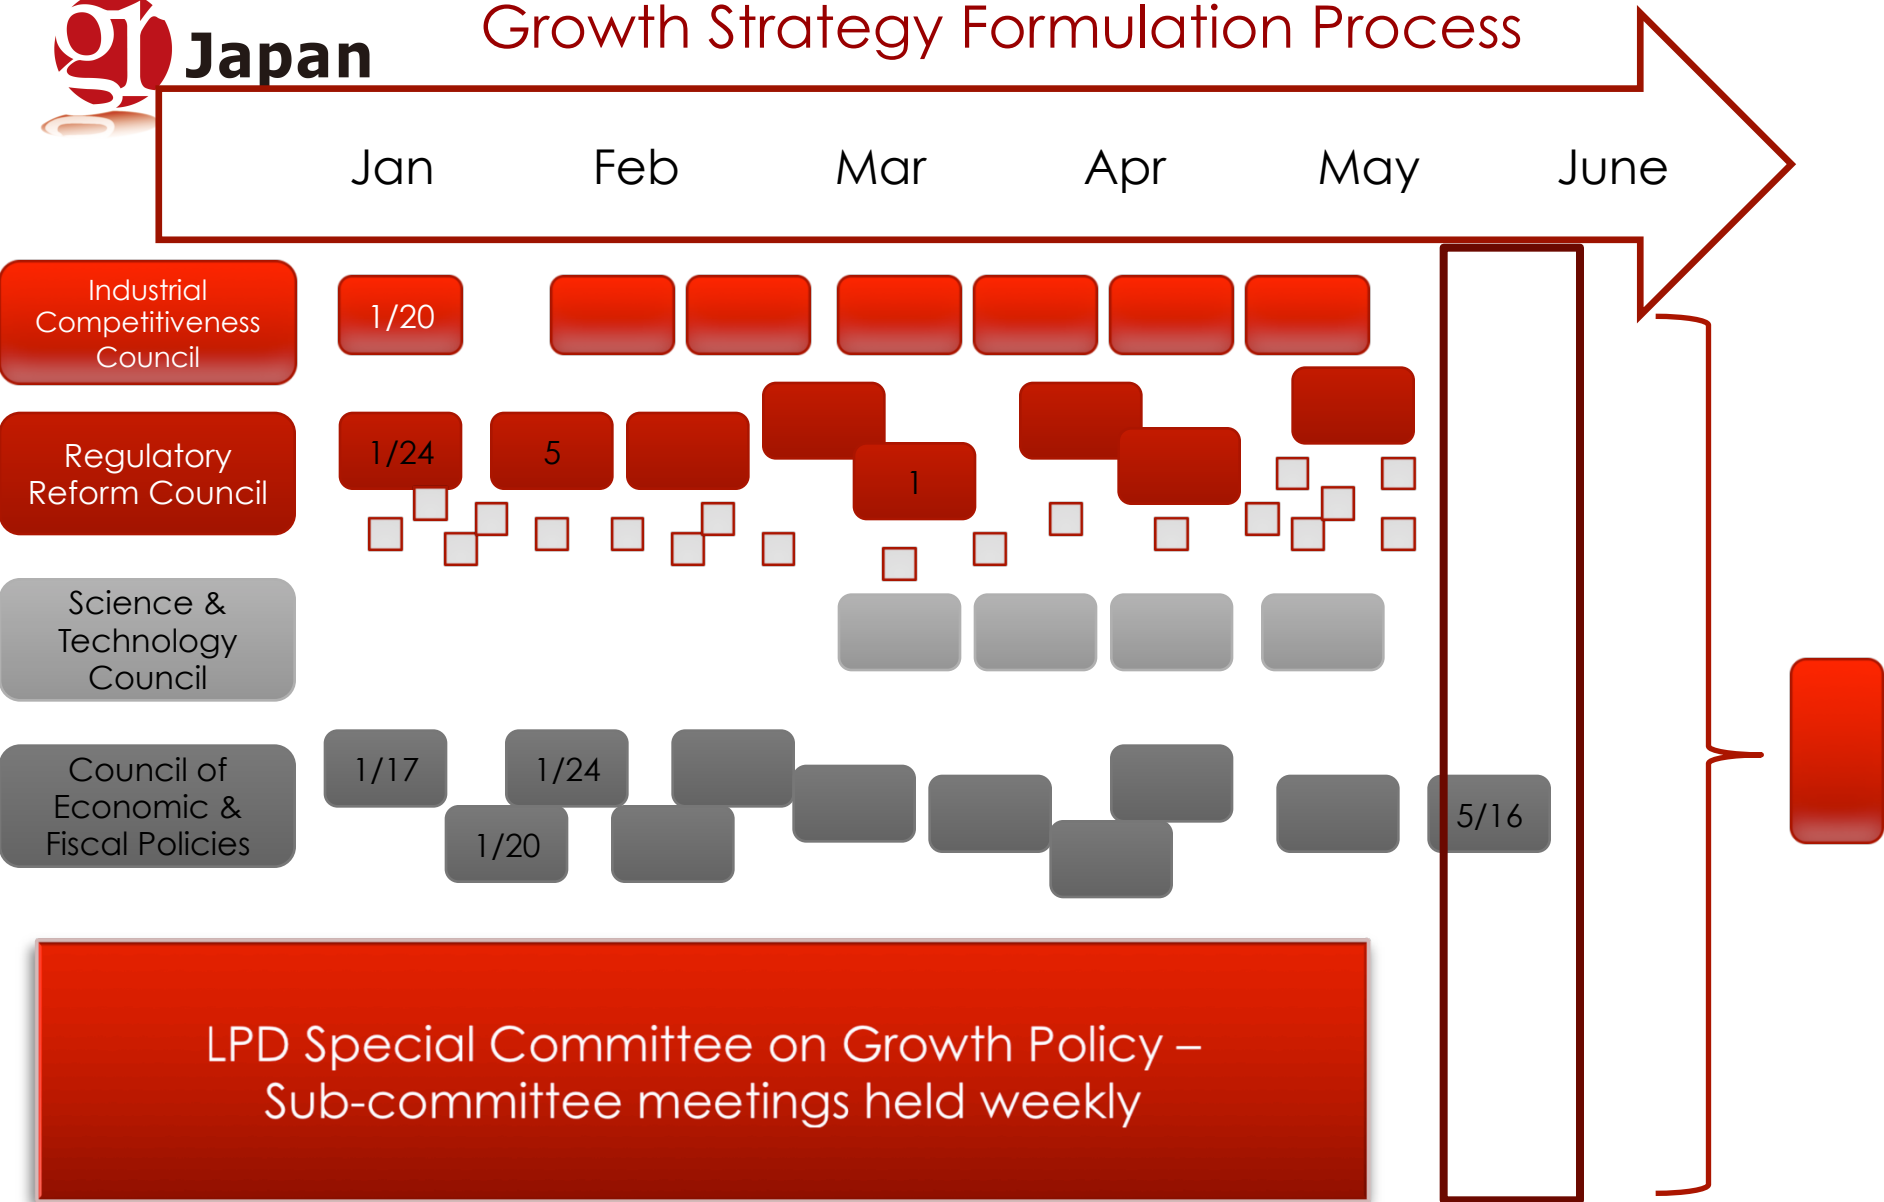 gr Japan
Growth Strategy Formulation Process
Jan Feb Mar Apr May June
Industrial
Competitiveness
Council
1/20
Regulatory
Reform Council
1/24
5
1
Science &
Technology
Council
Council of
Economic &
Fiscal Policies
1/17
1/24
1/20
5/16
LPD Special Committee on Growth Policy –
Sub-committee meetings held weekly